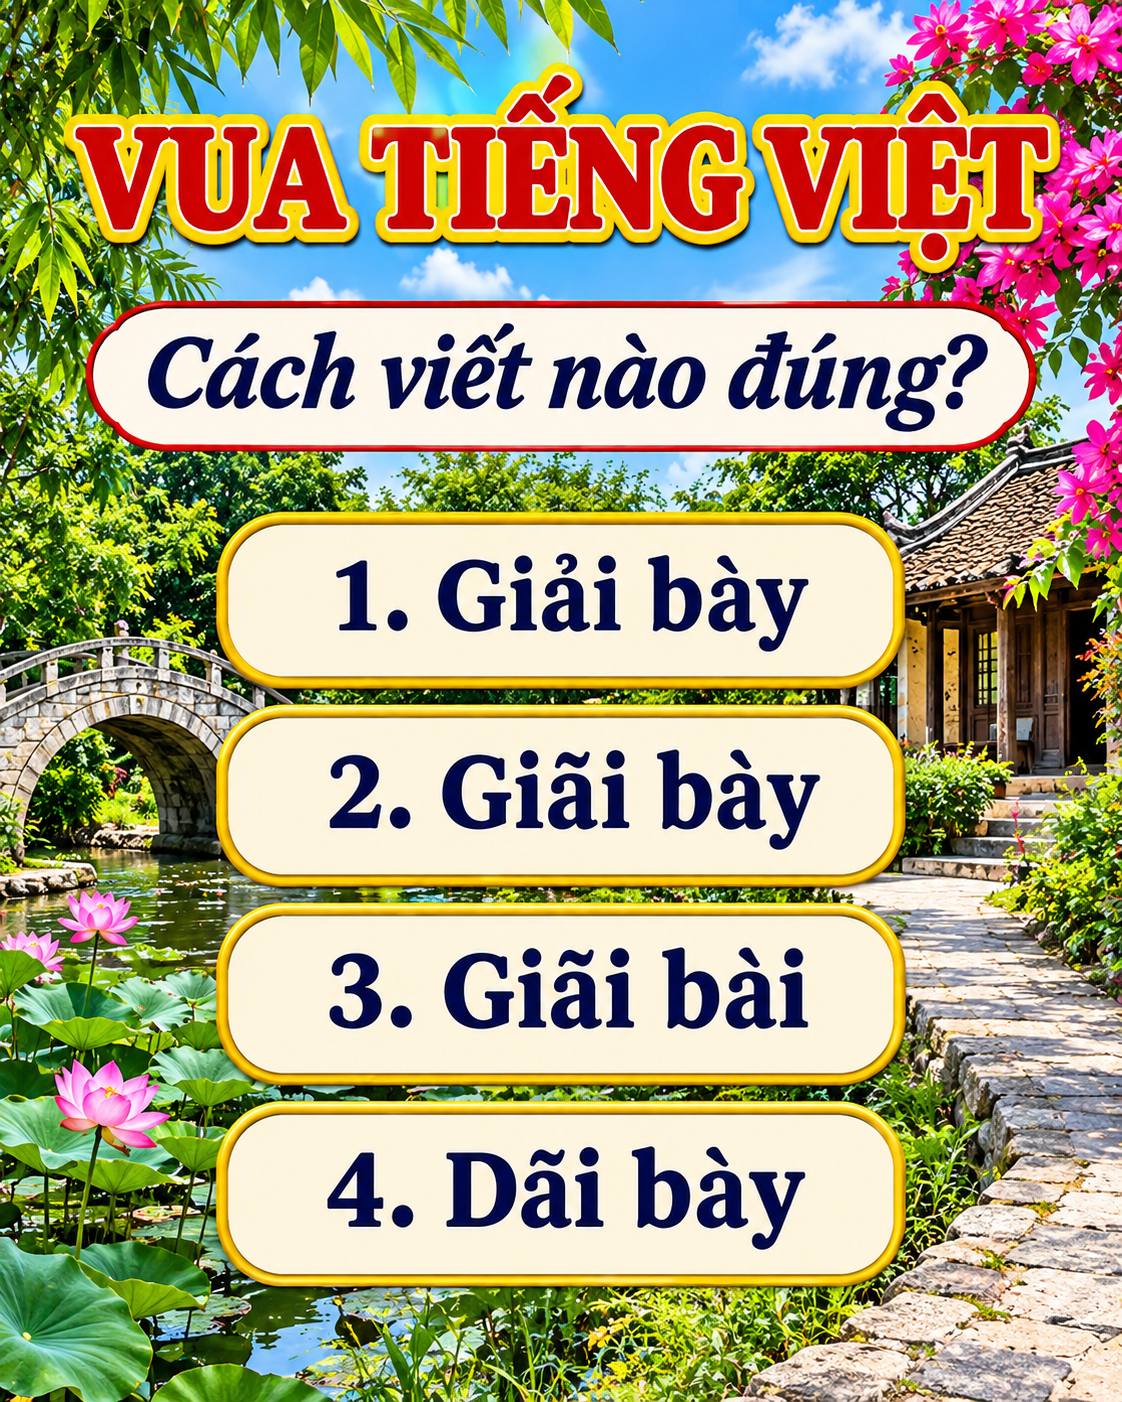 VUA TIẾNG VIỆT
Cách viết nào đúng?
1. Giải bày
2. Giãi bày
3. Giãi bài
4. Dãi bày